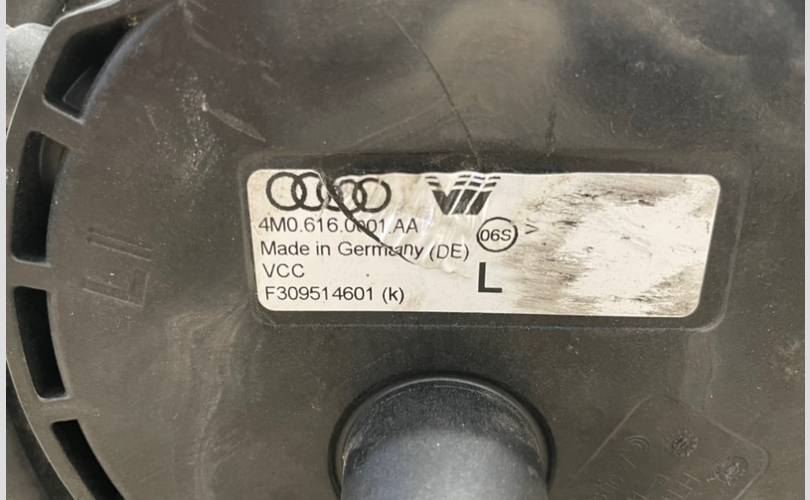 4M0.616.0001.AA
06S
Made in Germany (DE)
VCC
L
F309514601 (k)